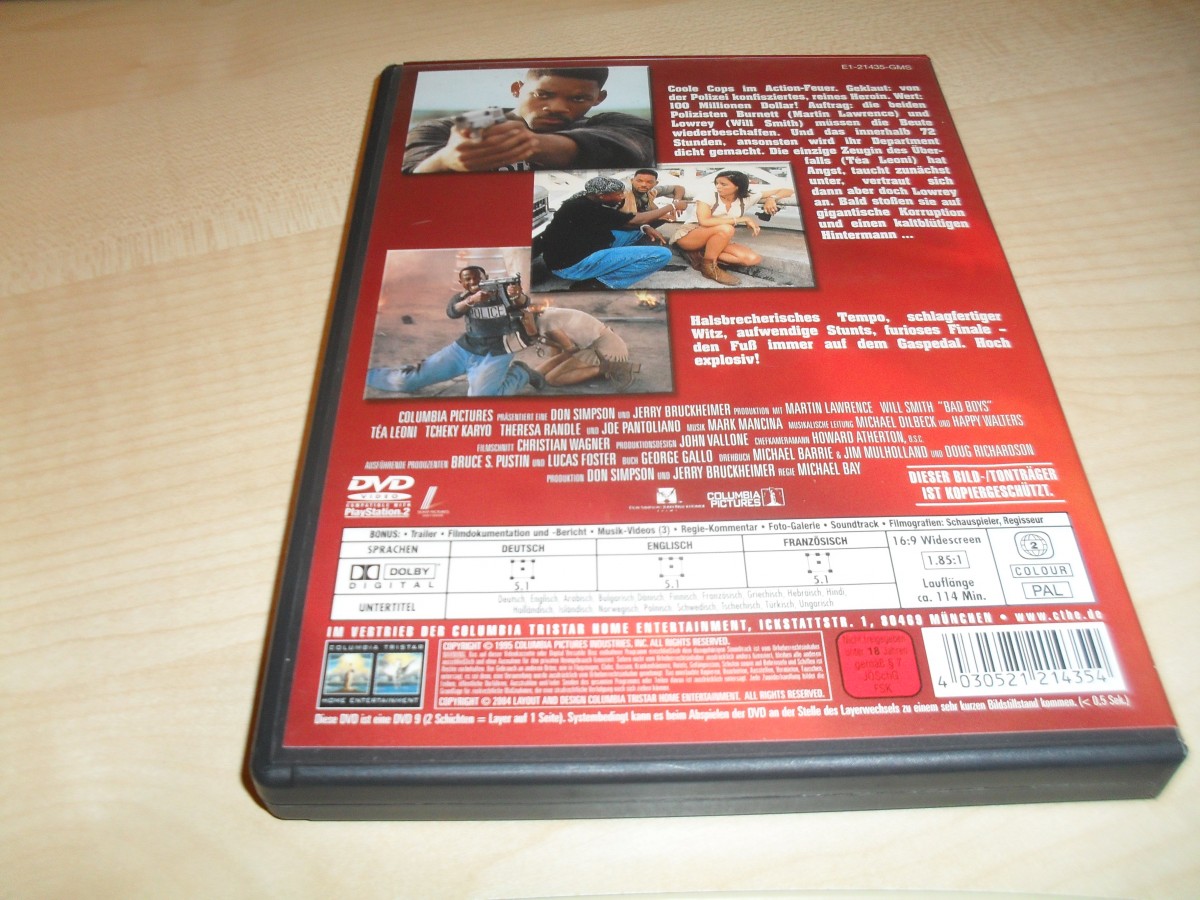 E1-21435-GMS
Coole Cops im Action-Feuer. Geklaut: von
der Polizei konfisziertes, reines Heroin. Wert:
100 Millionen Dollar! Auftrag: die beiden
Polizisten Burnett (Martin Lawrence) und
Lowrey (Will Smith) müssen die Beute
wiederbeschaffen. Und das innerhalb 72
Stunden, ansonsten wird ihr Department
dicht gemacht. Die einzige Zeugin des Über-
falls (Téa Leoni) hat
Angst, taucht zunächst
unter, vertraut sich
dann aber doch Lowrey
an. Bald stoßen sie auf
gigantische Korruption
und einen kaltblütigen
Hintermann ...
POLICE
Halsbrecherisches Tempo, schlagfertiger
Witz, aufwendige Stunts, furioses Finale –
den Fuß immer auf dem Gaspedal. Hoch
explosiv!
COLUMBIA PICTURES PRÄSENTIERT EINE DON SIMPSON UND JERRY BRUCKHEIMER PRODUKTION MIT MARTIN LAWRENCE WILL SMITH "BAD BOYS"
TÉA LEONI TCHEKY KARYO THERESA RANDLE UND JOE PANTOLIANO MUSIK MARK MANCINA MUSIKALISCHE LEITUNG MICHAEL DILBECK UND HAPPY WALTERS
FILMSCHNITT CHRISTIAN WAGNER PRODUKTIONSDESIGN JOHN VALLONE CHEFKAMERAMANN HOWARD ATHERTON, B.S.C.
AUSFÜHRENDE PRODUZENTEN BRUCE S. PUSTIN UND LUCAS FOSTER BUCH GEORGE GALLO DREHBUCH MICHAEL BARRIE & JIM MULHOLLAND UND DOUG RICHARDSON
PRODUKTION DON SIMPSON UND JERRY BRUCKHEIMER REGIE MICHAEL BAY
DIESER BILD-/TONTRÄGER
IST KOPIERGESCHÜTZT.
DVD
VIDEO
COMPATIBLE WITH
PlayStation.2
COLUMBIA
PICTURES
BONUS: • Trailer • Filmdokumentation und -Bericht • Musik-Videos (3) • Regie-Kommentar • Foto-Galerie • Soundtrack • Filmografien: Schauspieler, Regisseur
SPRACHEN DEUTSCH ENGLISCH FRANZÖSISCH
DOLBY
DIGITAL
5.1 5.1 5.1
16:9 Widescreen
1.85:1
Lauflänge
ca. 114 Min.
2
COLOUR
PAL
UNTERTITEL
Deutsch, Englisch, Arabisch, Bulgarisch, Dänisch, Finnisch, Französisch, Griechisch, Hebräisch, Hindi,
Holländisch, Isländisch, Norwegisch, Polnisch, Schwedisch, Tschechisch, Türkisch, Ungarisch
IM VERTRIEB DER COLUMBIA TRISTAR HOME ENTERTAINMENT, ICKSTATTSTR. 1, 80469 MÜNCHEN • www.cthe.de
COLUMBIA TRISTAR
HOME ENTERTAINMENT
COPYRIGHT © 1995 COLUMBIA PICTURES INDUSTRIES, INC. ALL RIGHTS RESERVED.
COPYRIGHT © 2004 LAYOUT AND DESIGN COLUMBIA TRISTAR HOME ENTERTAINMENT. ALL RIGHTS RESERVED.
Nicht freigegeben
unter 18 Jahren
gemäß § 7
JÖSchG
FSK
4 030521 214354
Diese DVD ist eine DVD 9 (2 Schichten = Layer auf 1 Seite). Systembedingt kann es beim Abspielen der DVD an der Stelle des Layerwechsels zu einem sehr kurzen Bildstillstand kommen. (< 0,5 Sek.)